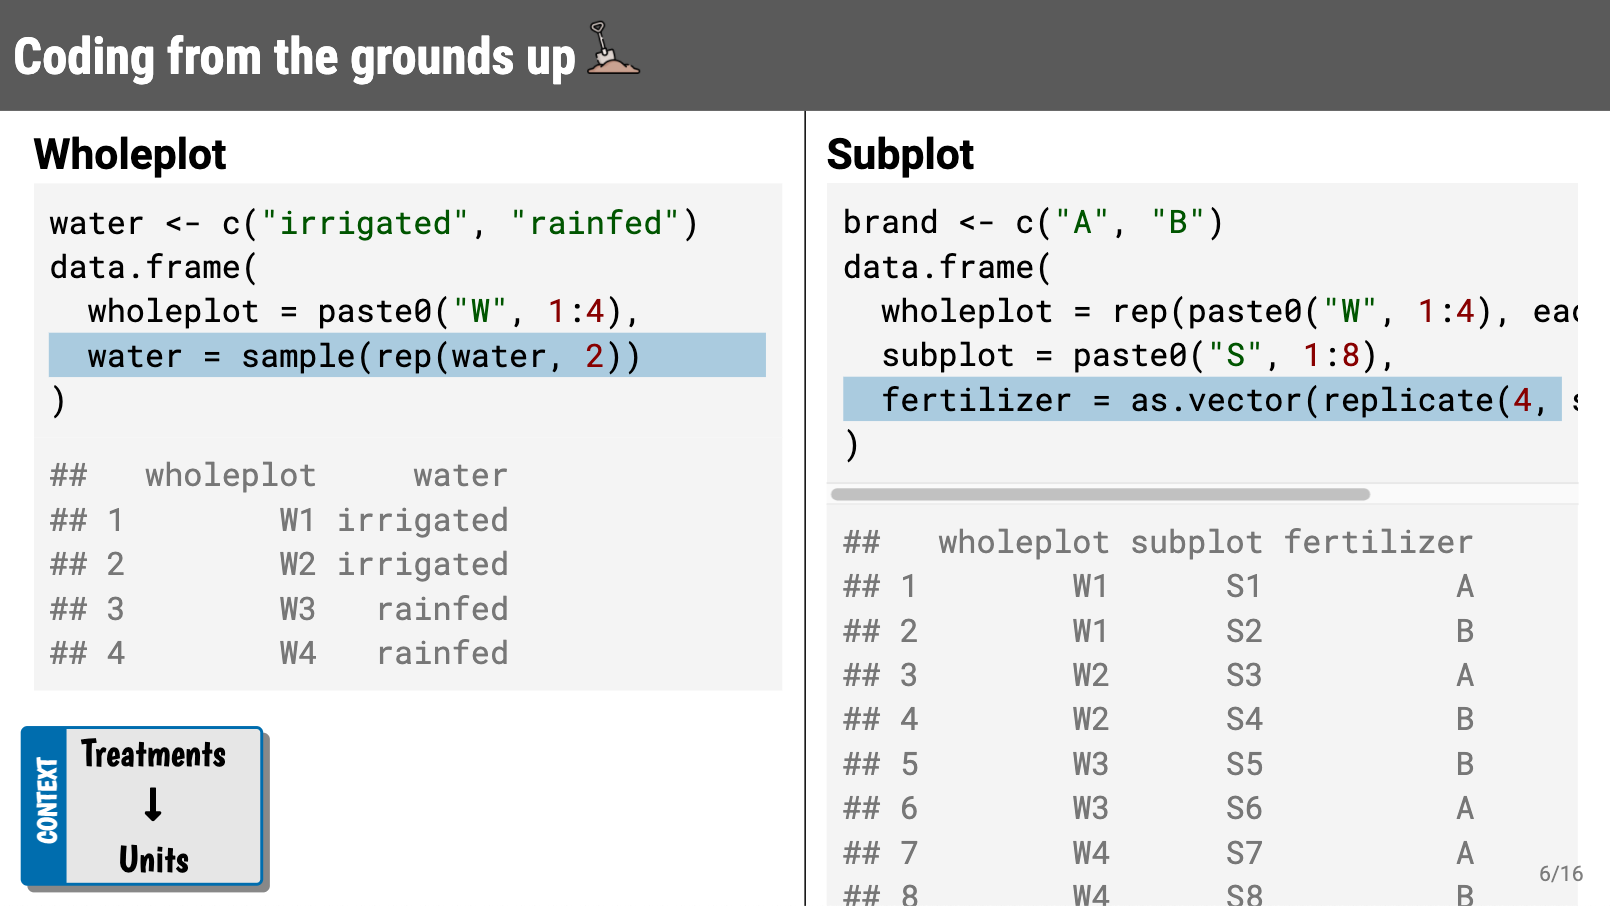 Coding from the grounds up
Wholeplot
water <- c("irrigated", "rainfed")
data.frame(
  wholeplot = paste0("W", 1:4),
  water = sample(rep(water, 2))
)
##   wholeplot     water
## 1        W1 irrigated
## 2        W2 irrigated
## 3        W3   rainfed
## 4        W4   rainfed
CONTEXT
Treatments
↓
Units
Subplot
brand <- c("A", "B")
data.frame(
  wholeplot = rep(paste0("W", 1:4), eac
  subplot = paste0("S", 1:8),
  fertilizer = as.vector(replicate(4, s
)
##   wholeplot subplot fertilizer
## 1        W1      S1          A
## 2        W1      S2          B
## 3        W2      S3          A
## 4        W2      S4          B
## 5        W3      S5          B
## 6        W3      S6          A
## 7        W4      S7          A
## 8        W4      S8          B
6/16